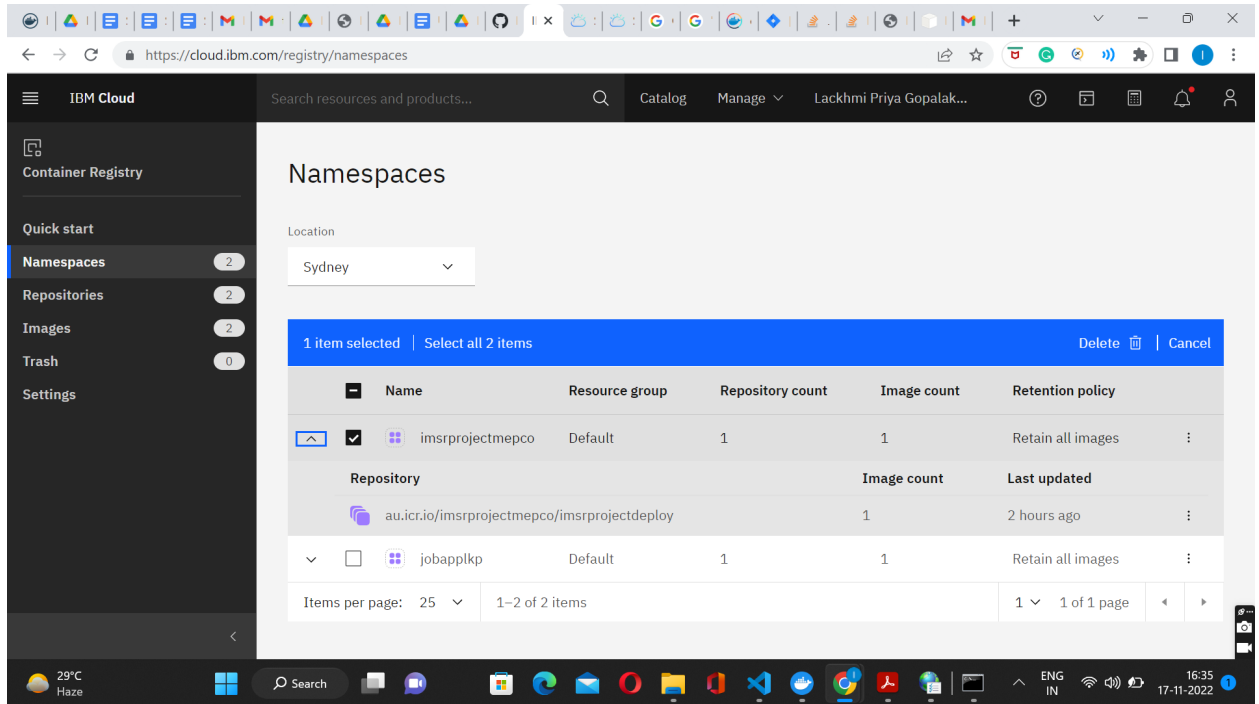 https://cloud.ibm.com/registry/namespaces
IBM Cloud
Search resources and products...
Catalog
Manage
Lackhmi Priya Gopalak...
Container Registry
Quick start
Namespaces 2
Repositories 2
Images 2
Trash 0
Settings
Namespaces
Location
Sydney
1 item selected
Select all 2 items
Delete
Cancel
Name Resource group Repository count Image count Retention policy
imsrprojectmepco Default 1 1 Retain all images
Repository Image count Last updated
au.icr.io/imsrprojectmepco/imsrprojectdeploy 1 2 hours ago
jobapplkp Default 1 1 Retain all images
Items per page: 25 1–2 of 2 items 1 1 of 1 page
29°C
Haze
Search
ENG
IN
16:35
17-11-2022
1